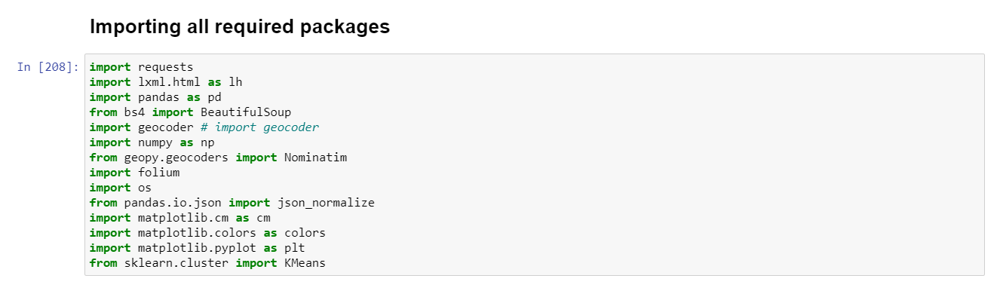 Importing all required packages
In [208]: import requests
import lxml.html as lh
import pandas as pd
from bs4 import BeautifulSoup
import geocoder # import geocoder
import numpy as np
from geopy.geocoders import Nominatim
import folium
import os
from pandas.io.json import json_normalize
import matplotlib.cm as cm
import matplotlib.colors as colors
import matplotlib.pyplot as plt
from sklearn.cluster import KMeans